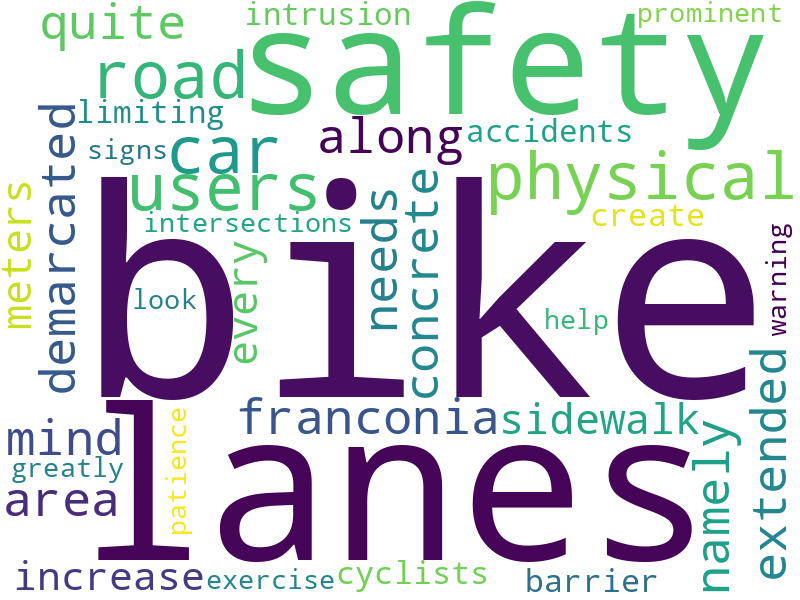 quite
intrusion
prominent
safety
road
limiting
demarcated
signs
car
along
accidents
physical
users
meters
intersections
needs
concrete
create
bike
every
look
help
warning
lanes
franconia
sidewalk
extended
mind
greatly
patience
namely
area
increase
exercise
cyclists
barrier